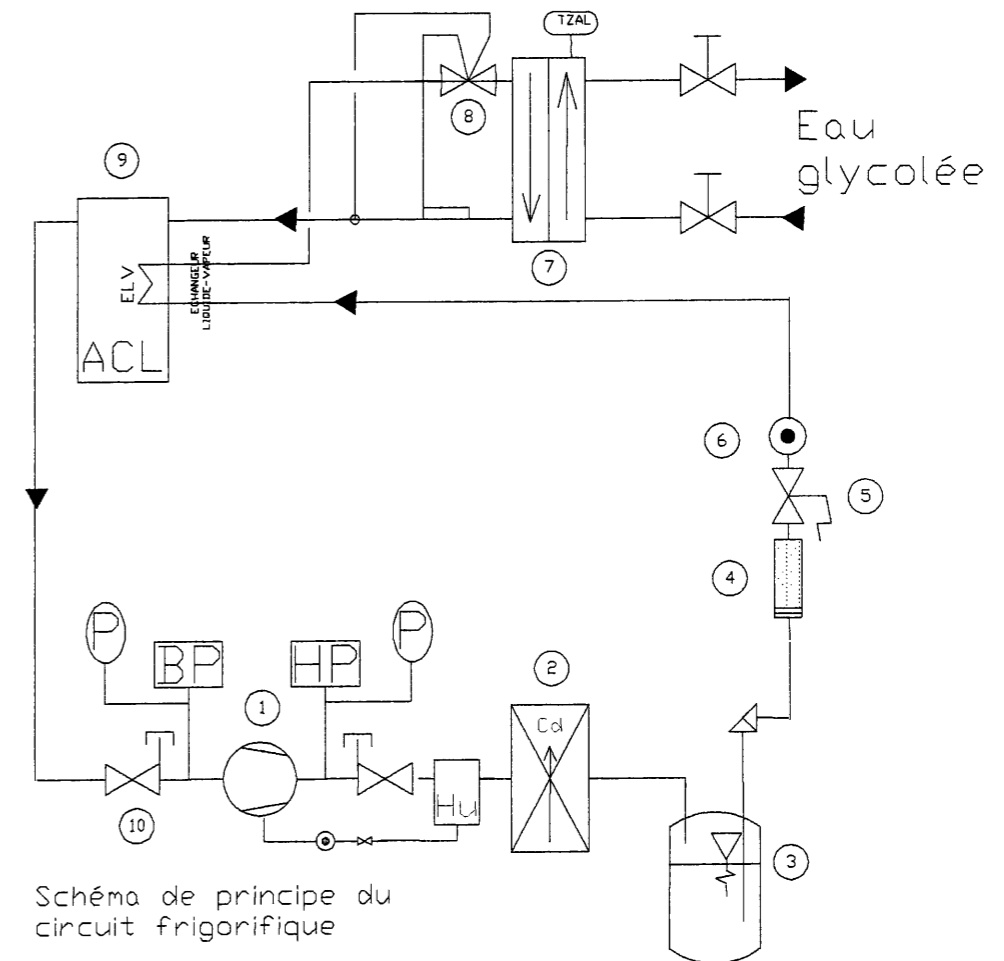 TZAL
8
Eau
glycolée
9
7
ELV
ECHANGEUR
LIQUIDE-VAPEUR
ACL
6
5
4
P
BP
HP
P
1
2
Cd
10
Hu
3
Schéma de principe du
circuit frigorifique